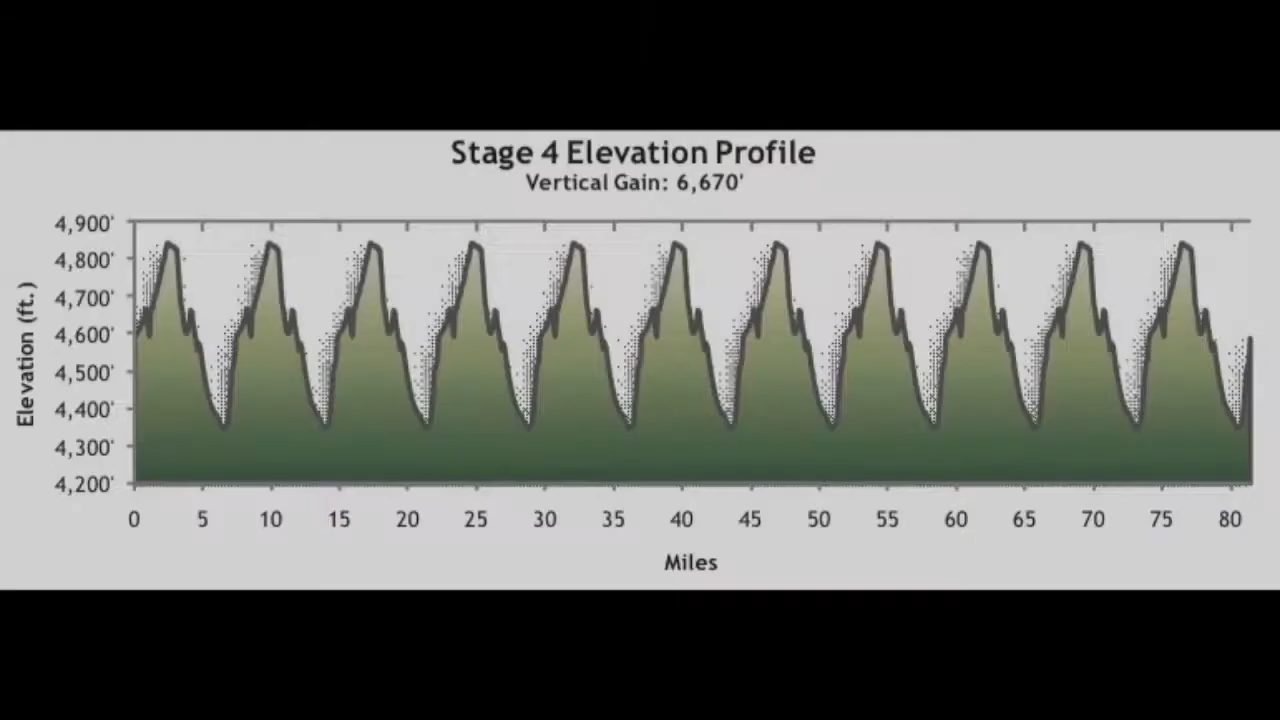 Stage 4 Elevation Profile
Vertical Gain: 6,670'
4,900'
4,800'
4,700'
4,600'
4,500'
4,400'
4,300'
4,200'
Elevation (ft.)
0 5 10 15 20 25 30 35 40 45 50 55 60 65 70 75 80
Miles